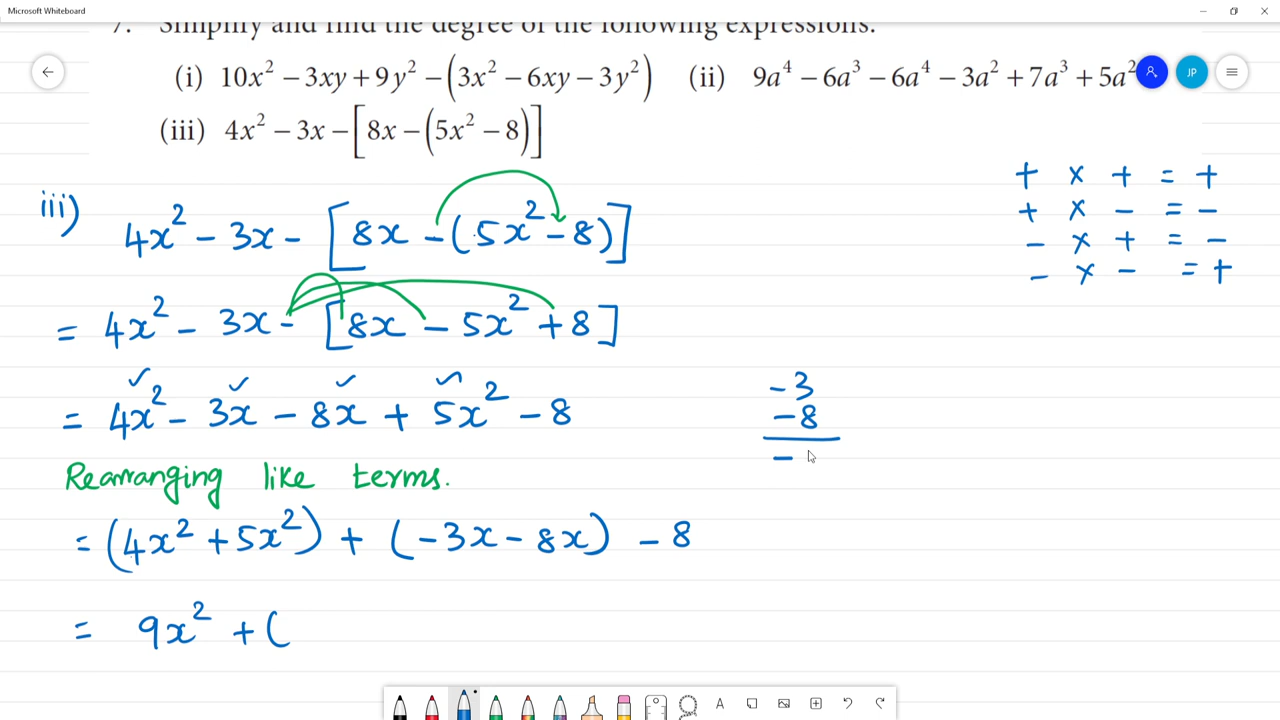 Microsoft Whiteboard
7. Simplify and find the degree of the following expressions.
(i) 10x² − 3xy + 9y² − (3x² − 6xy − 3y²) (ii) 9a⁴ − 6a³ − 6a⁴ − 3a² + 7a³ + 5a²
JP
(iii) 4x² − 3x − [8x − (5x² − 8)]
+ × + = +
+ × − = −
− × + = −
− × − = +
iii) 4x² − 3x − [8x − (5x² − 8)]
= 4x² − 3x − [8x − 5x² + 8]
✓ ✓ ✓ ✓
= 4x² − 3x − 8x + 5x² − 8
−3
−8
−
Rearranging like terms.
= (4x² + 5x²) + (−3x − 8x) − 8
= 9x² + (
A